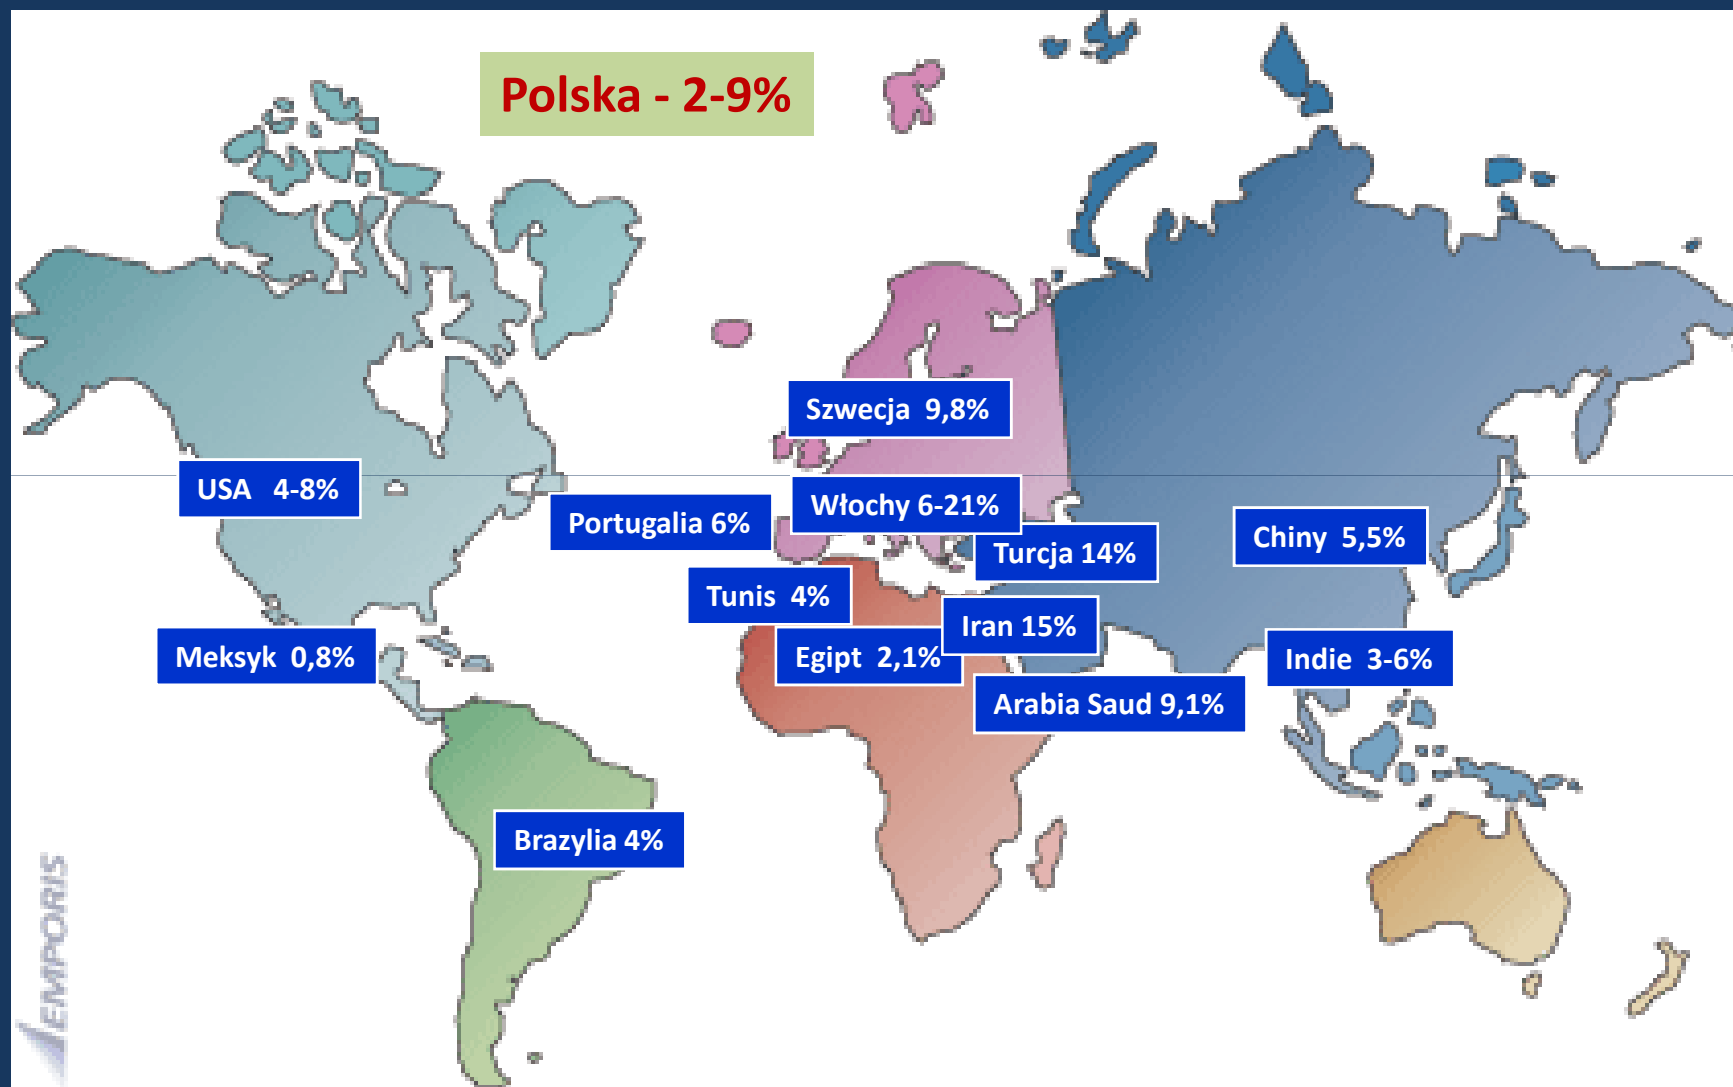 Polska - 2-9%
Szwecja 9,8%
USA 4-8%
Włochy 6-21%
Portugalia 6%
Chiny 5,5%
Turcja 14%
Tunis 4%
Iran 15%
Meksyk 0,8%
Egipt 2,1%
Indie 3-6%
Arabia Saud 9,1%
Brazylia 4%
EMPORIS